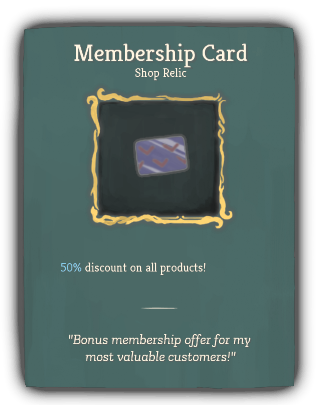 Membership Card
Shop Relic
50% discount on all products!
"Bonus membership offer for my
most valuable customers!"